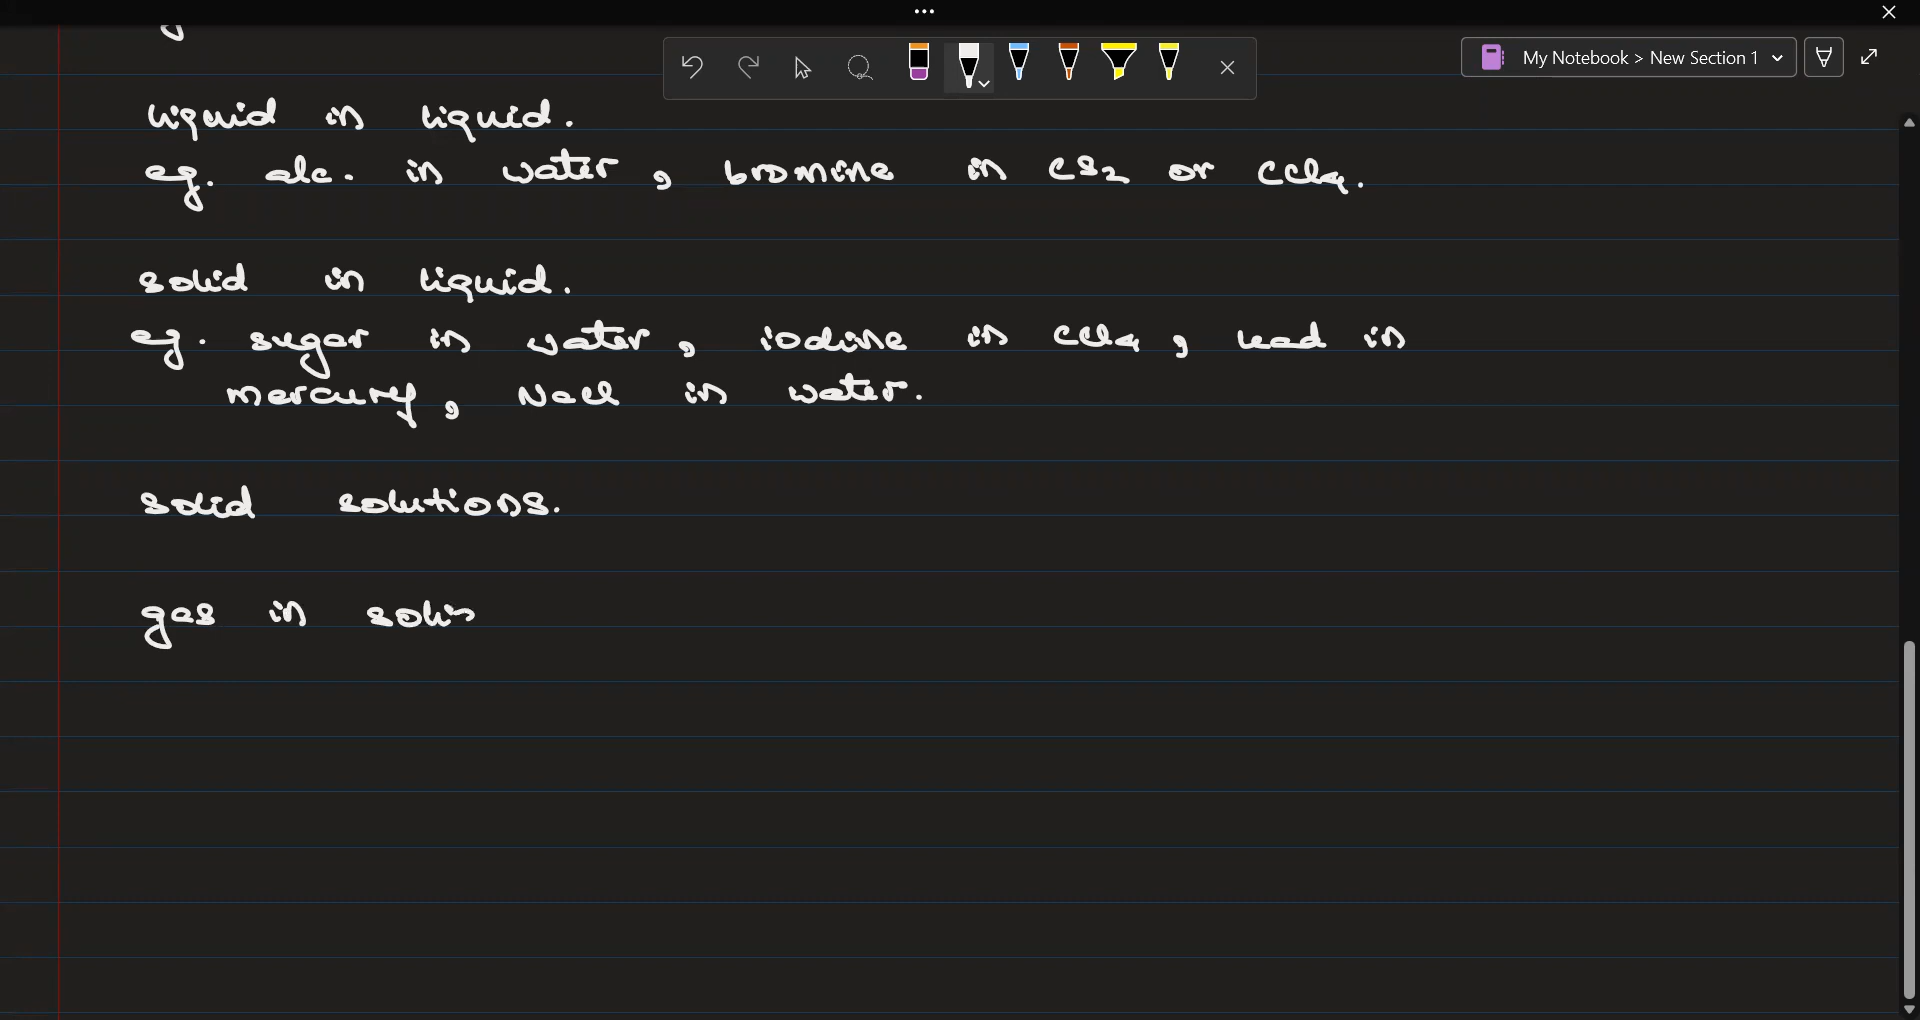 My Notebook > New Section 1
liquid in liquid.
eg. alc. in water, bromine in CS2 or CCl4.
solid in liquid.
eg. sugar in water, iodine in CCl4, lead in
mercury, NaCl in water.
solid solutions.
gas in soli